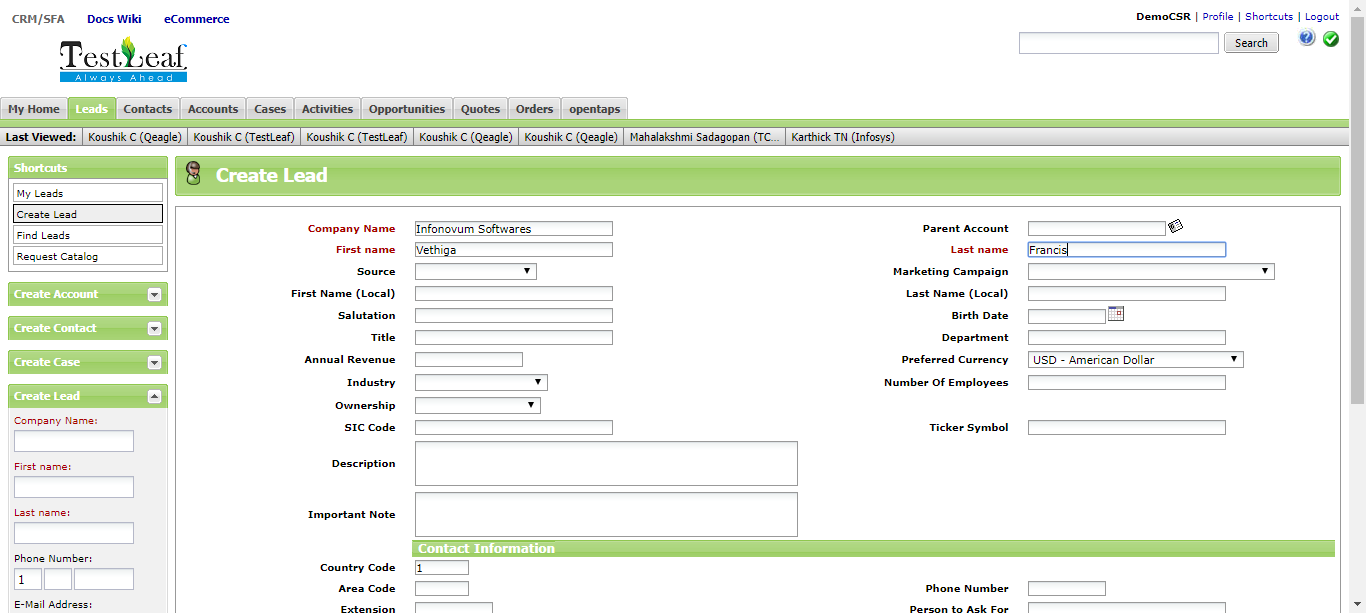 CRM/SFA Docs Wiki eCommerce
DemoCSR | Profile | Shortcuts | Logout
TestLeaf
Always Ahead
Search
My Home Leads Contacts Accounts Cases Activities Opportunities Quotes Orders opentaps
Last Viewed: Koushik C (Qeagle) Koushik C (TestLeaf) Koushik C (TestLeaf) Koushik C (Qeagle) Koushik C (Qeagle) Mahalakshmi Sadagopan (TC... Karthick TN (Infosys)
Shortcuts
My Leads
Create Lead
Find Leads
Request Catalog
Create Account
Create Contact
Create Case
Create Lead
Company Name:
First name:
Last name:
Phone Number:
1
E-Mail Address:
Create Lead
Company Name Infonovum Softwares Parent Account
First name Vethiga Last name Francis
Source Marketing Campaign
First Name (Local) Last Name (Local)
Salutation Birth Date
Title Department
Annual Revenue Preferred Currency USD - American Dollar
Industry Number Of Employees
Ownership
SIC Code Ticker Symbol
Description
Important Note
Contact Information
Country Code 1
Area Code Phone Number
Extension Person to Ask For